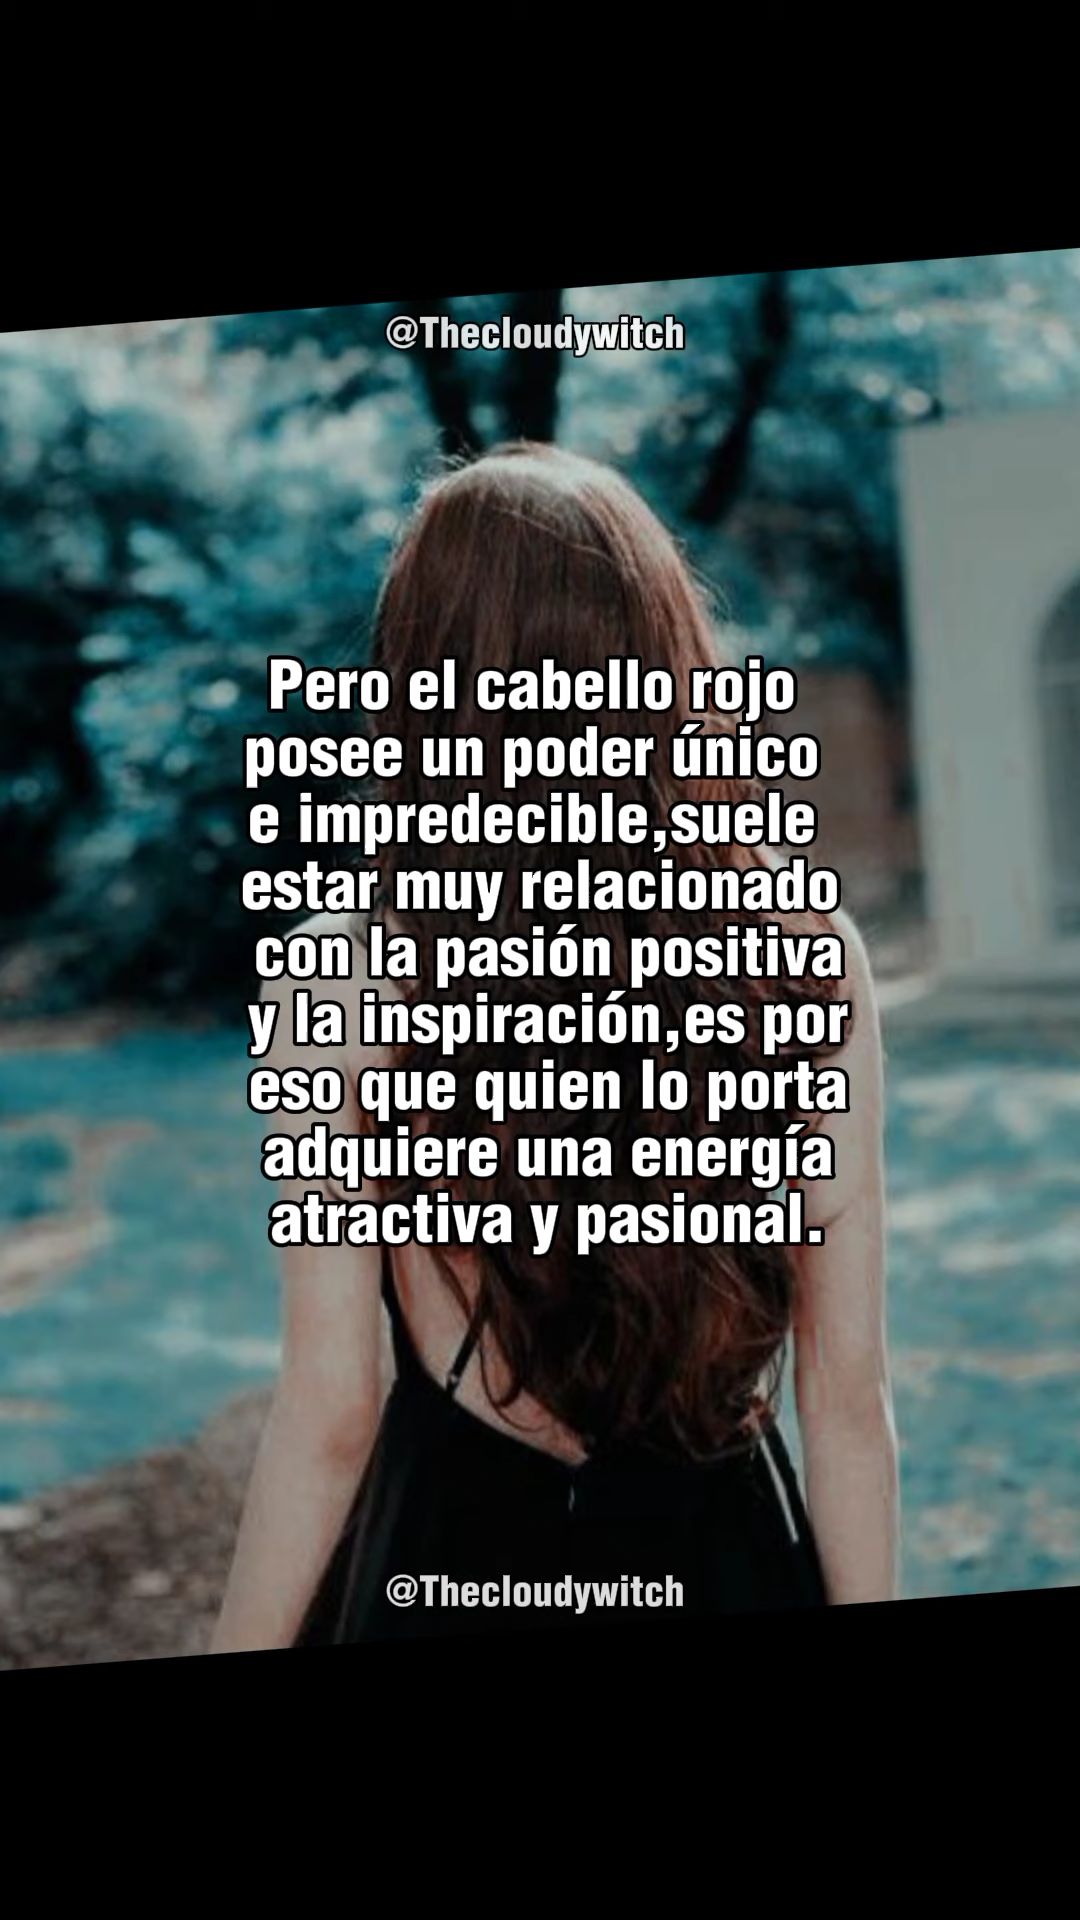 @Thecloudywitch
Pero el cabello rojo
posee un poder único
e impredecible,suele
estar muy relacionado
con la pasión positiva
y la inspiración,es por
eso que quien lo porta
adquiere una energía
atractiva y pasional.
@Thecloudywitch